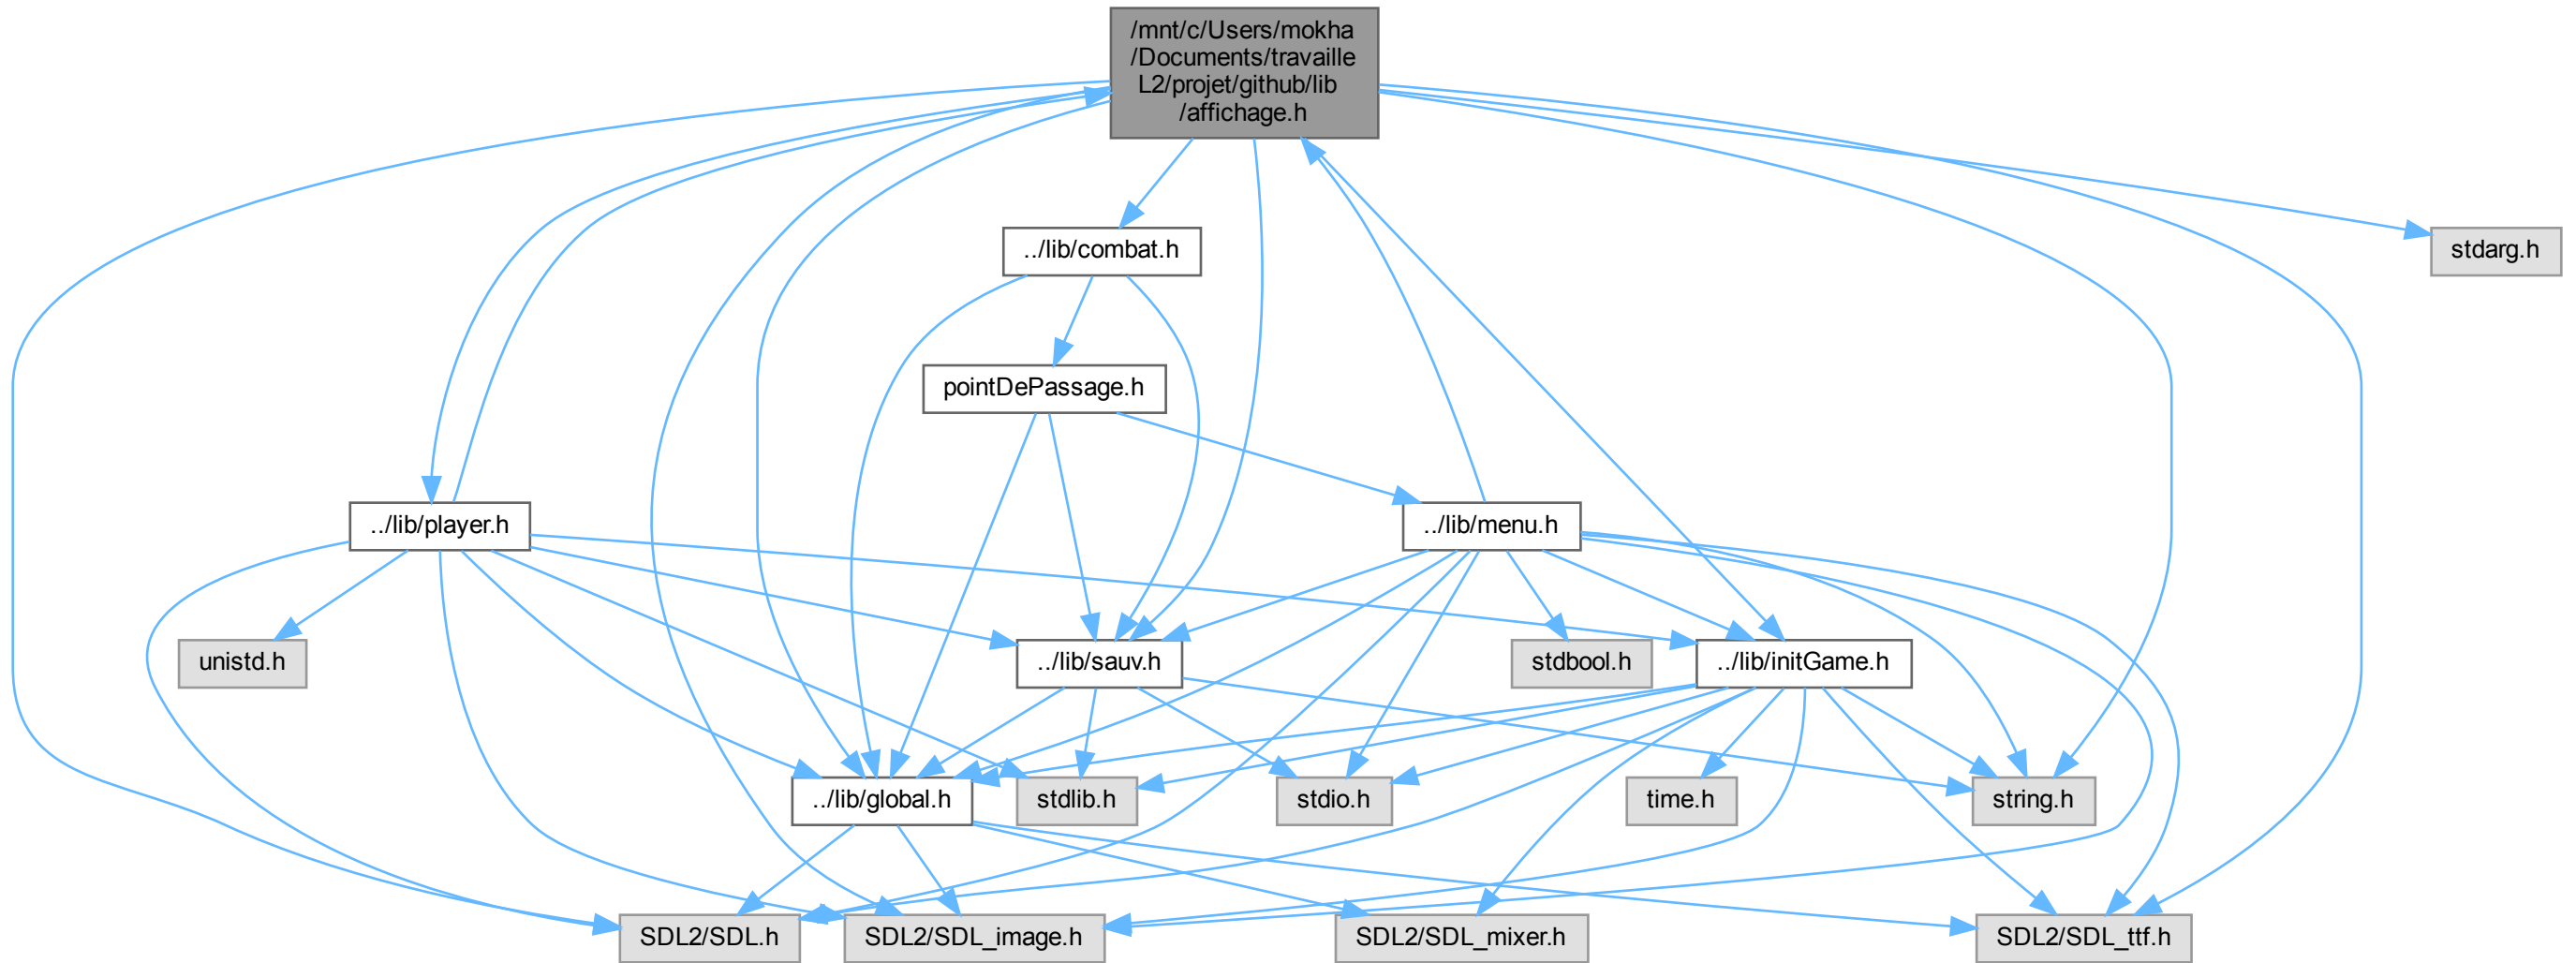 /mnt/c/Users/mokha
/Documents/travaille
L2/projet/github/lib
/affichage.h
../lib/combat.h
stdarg.h
pointDePassage.h
../lib/player.h
../lib/menu.h
unistd.h
../lib/sauv.h
stdbool.h
../lib/initGame.h
../lib/global.h
stdlib.h
stdio.h
time.h
string.h
SDL2/SDL.h
SDL2/SDL_image.h
SDL2/SDL_mixer.h
SDL2/SDL_ttf.h